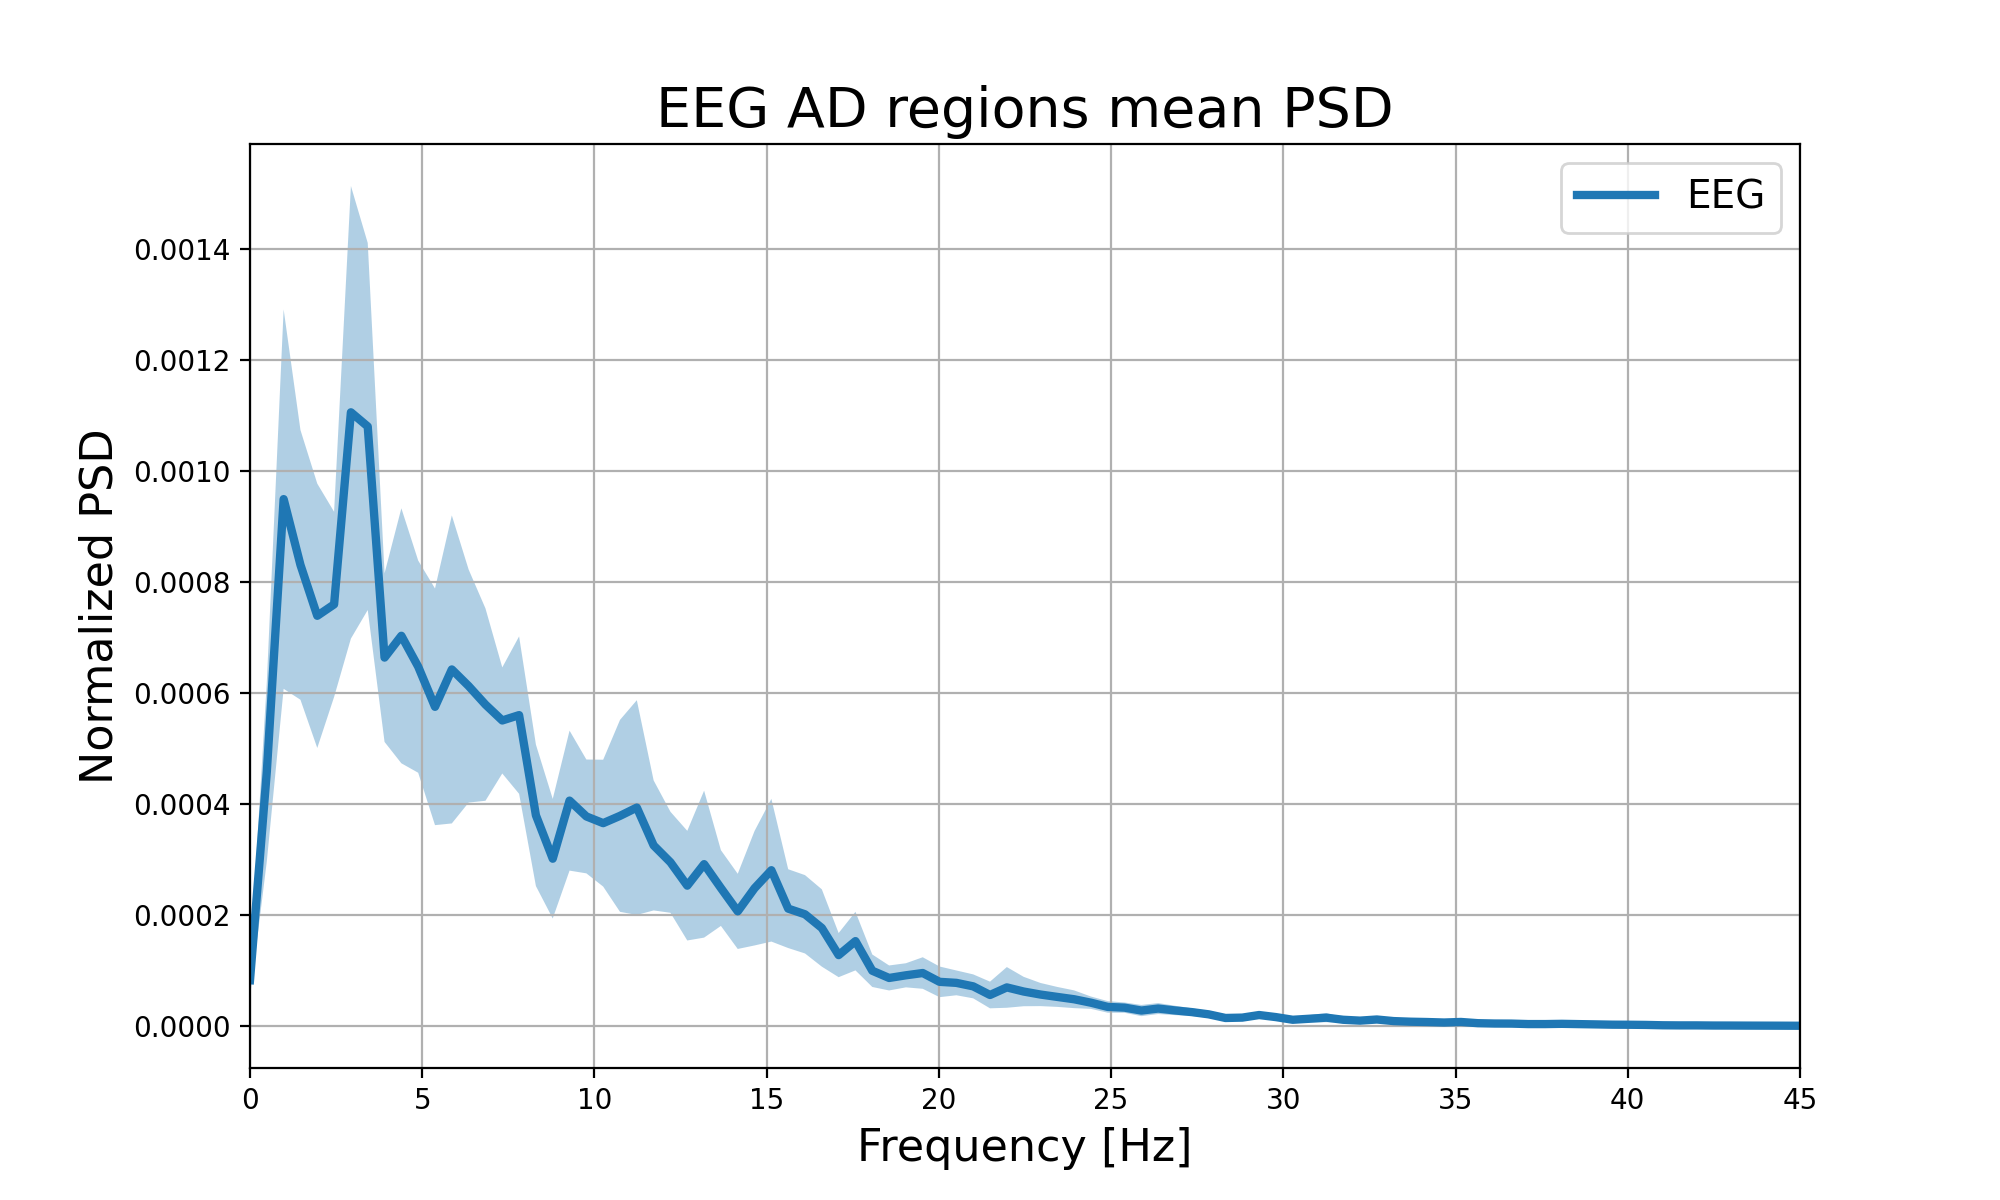 EEG AD regions mean PSD
EEG
Normalized PSD
0.0014
0.0012
0.0010
0.0008
0.0006
0.0004
0.0002
0.0000
0 5 10 15 20 25 30 35 40 45
Frequency [Hz]